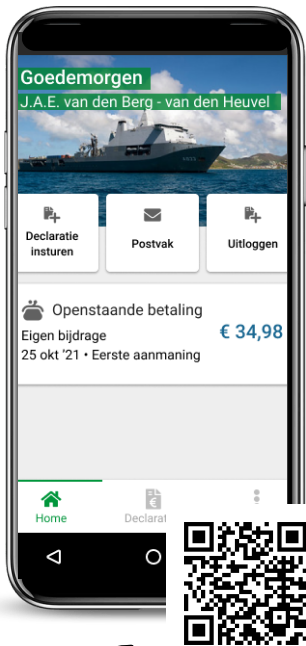 Goedemorgen
J.A.E. van den Berg - van den Heuvel
Declaratie
insturen
Postvak
Uitloggen
Openstaande betaling
Eigen bijdrage
€ 34,98
25 okt '21 • Eerste aanmaning
Home
Declarat